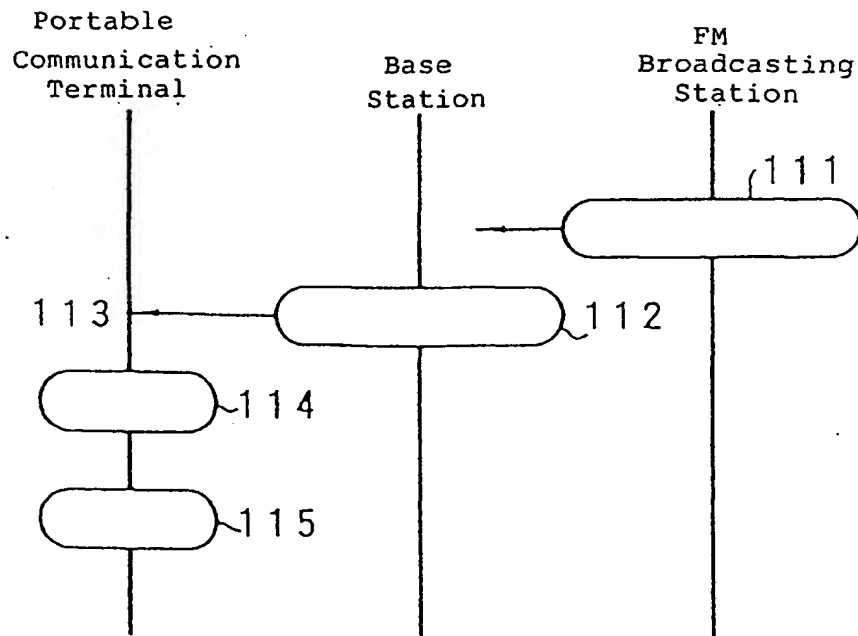 Portable
Communication
Terminal
Base
Station
FM
Broadcasting
Station
111
113
112
114
115